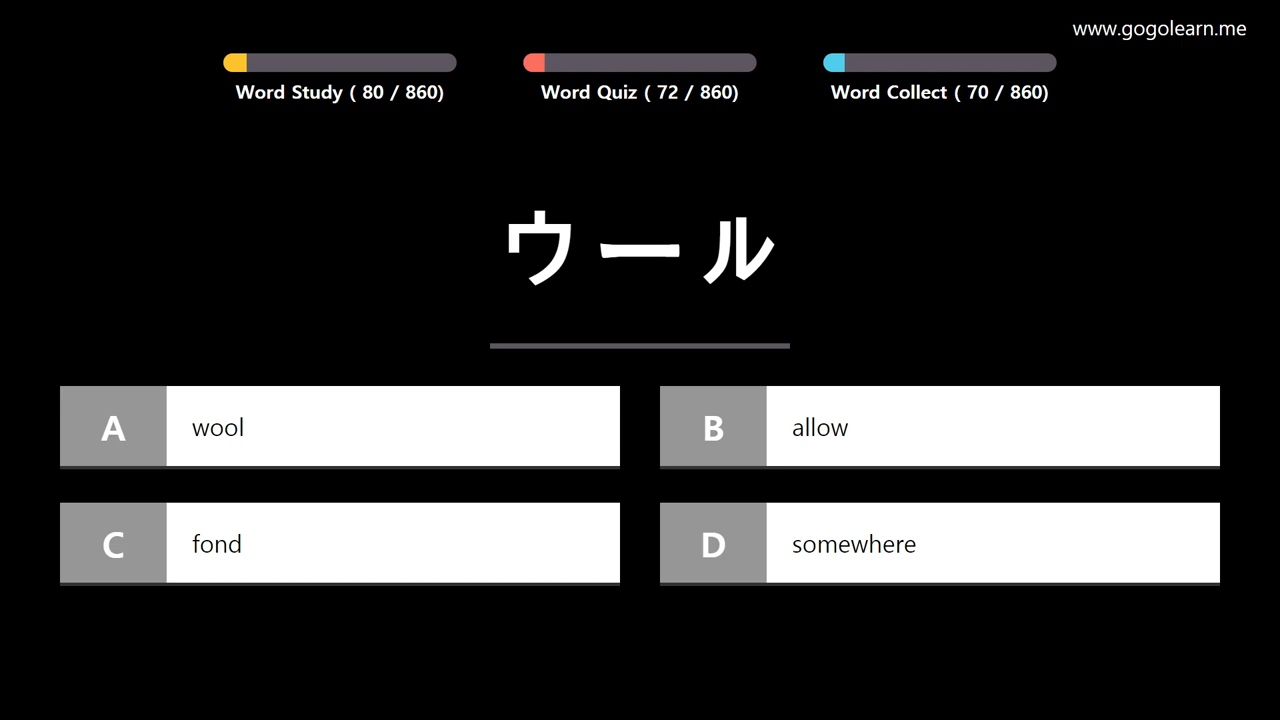 www.gogolearn.me
Word Study ( 80 / 860)
Word Quiz ( 72 / 860)
Word Collect ( 70 / 860)
ウール
A wool
B allow
C fond
D somewhere